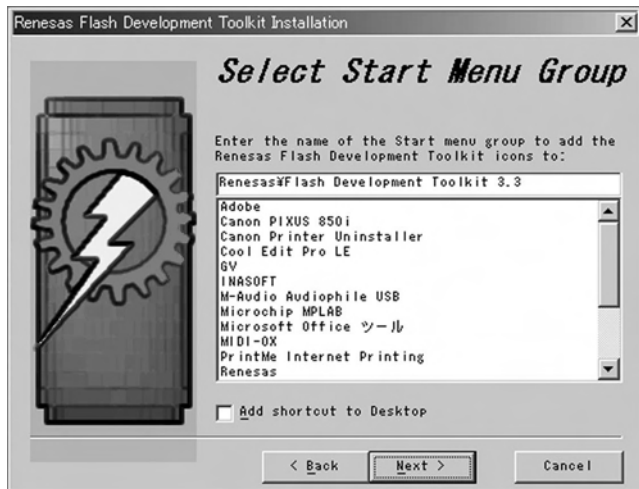 Renesas Flash Development Toolkit Installation
Select Start Menu Group
Enter the name of the Start menu group to add the
Renesas Flash Development Toolkit icons to:
Renesas¥Flash Development Toolkit 3.3
Adobe
Canon PIXUS 850i
Canon Printer Uninstaller
Cool Edit Pro LE
GV
INASOFT
M-Audio Audiophile USB
Microchip MPLAB
Microsoft Office ツール
MIDI-OX
PrintMe Internet Printing
Renesas
Add shortcut to Desktop
< Back
Next >
Cancel